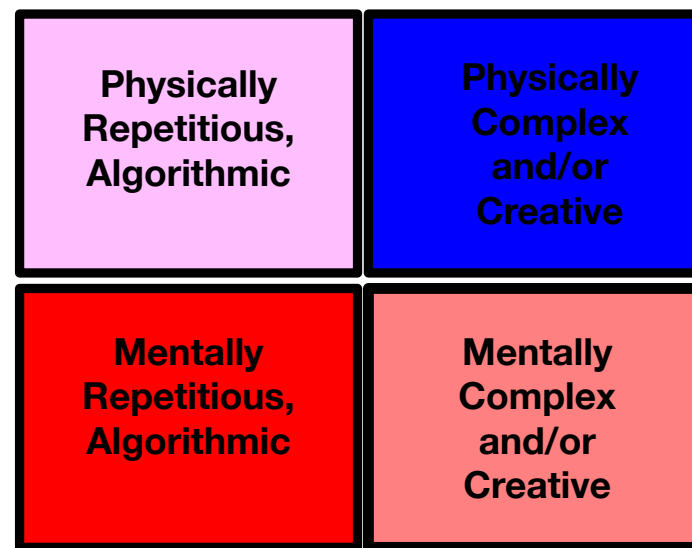 Physically
Repetitious,
Algorithmic
Physically
Complex
and/or
Creative
Mentally
Repetitious,
Algorithmic
Mentally
Complex
and/or
Creative